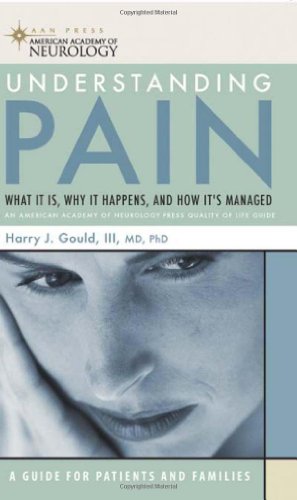 AAN PRESS
AMERICAN ACADEMY OF
NEUROLOGY
UNDERSTANDING
PAIN
WHAT IT IS, WHY IT HAPPENS, AND HOW IT'S MANAGED
AN AMERICAN ACADEMY OF NEUROLOGY PRESS QUALITY OF LIFE GUIDE
Harry J. Gould, III, MD, PhD
A GUIDE FOR PATIENTS AND FAMILIES